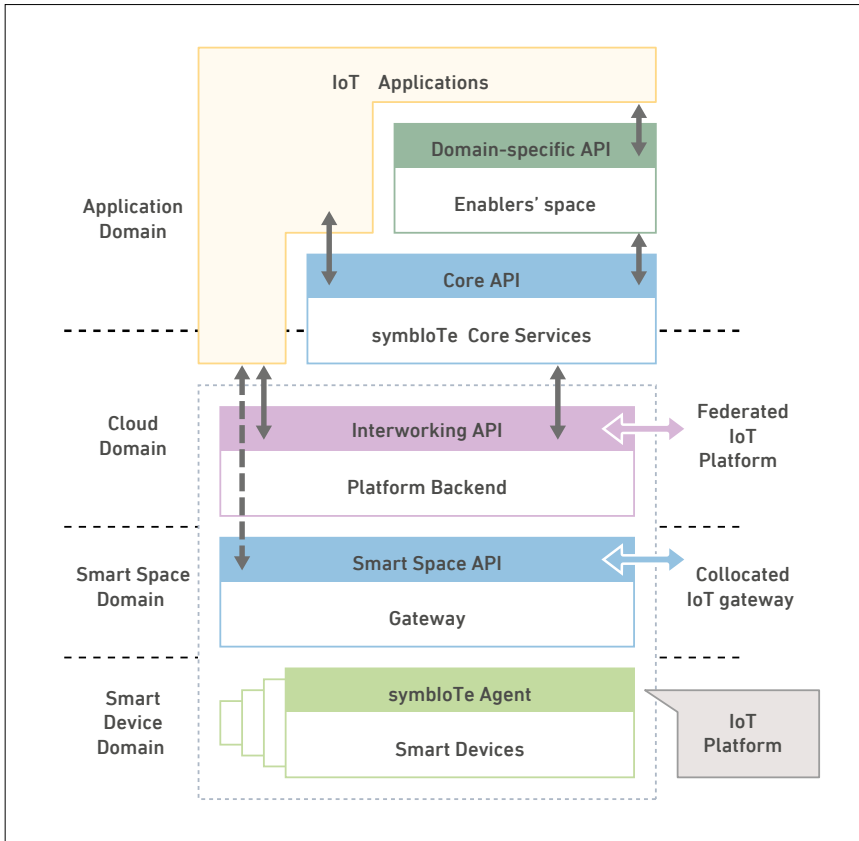 IoT Applications
Domain-specific API
Enablers’ space
Application
Domain
Core API
symbIoTe Core Services
Cloud
Domain
Interworking API
Platform Backend
Federated
IoT
Platform
Smart Space
Domain
Smart Space API
Gateway
Collocated
IoT gateway
Smart
Device
Domain
symbIoTe Agent
Smart Devices
IoT
Platform